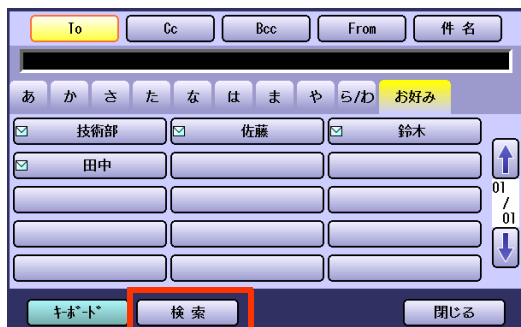 To Cc Bcc From 件 名
あ か さ た な は ま や ら/わ お好み
技術部 佐藤 鈴木
田中
01
/
01
ｷｰﾎﾞｰﾄﾞ 検 索 閉じる